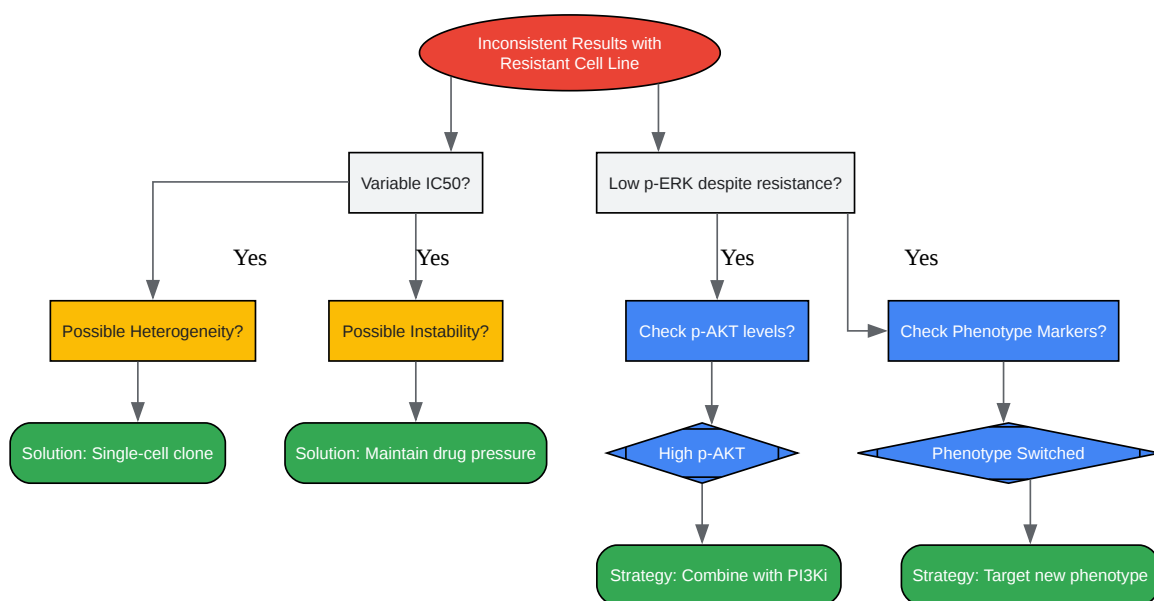 Inconsistent Results with
Resistant Cell Line
Variable IC50?
Low p-ERK despite resistance?
Yes
Yes
Yes
Yes
Possible Heterogeneity?
Possible Instability?
Check p-AKT levels?
Check Phenotype Markers?
Solution: Single-cell clone
Solution: Maintain drug pressure
High p-AKT
Phenotype Switched
Strategy: Combine with PI3Ki
Strategy: Target new phenotype